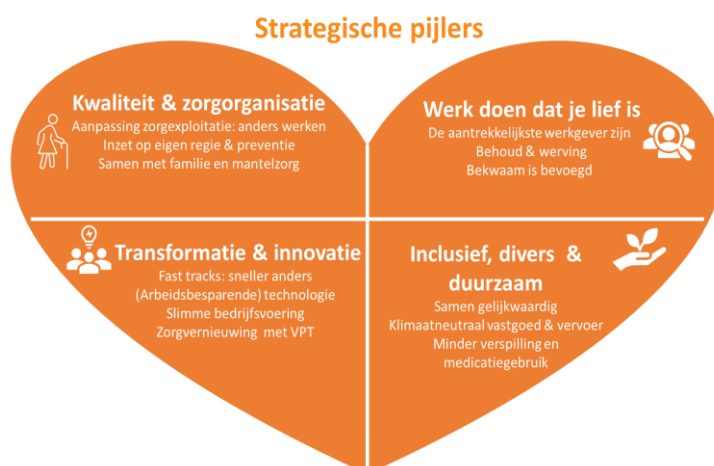 Strategische pijlers
Kwaliteit & zorgorganisatie
Aanpassing zorgexploitatie: anders werken
Inzet op eigen regie & preventie
Samen met familie en mantelzorg
Werk doen dat je lief is
De aantrekkelijkste werkgever zijn
Behoud & werving
Bekwaam is bevoegd
Transformatie & innovatie
Fast tracks: sneller anders
(Arbeidsbesparende) technologie
Slimme bedrijfsvoering
Zorgvernieuwing met VPT
Inclusief, divers &
duurzaam
Samen gelijkwaardig
Klimaatneutraal vastgoed & vervoer
Minder verspilling en
medicatiegebruik